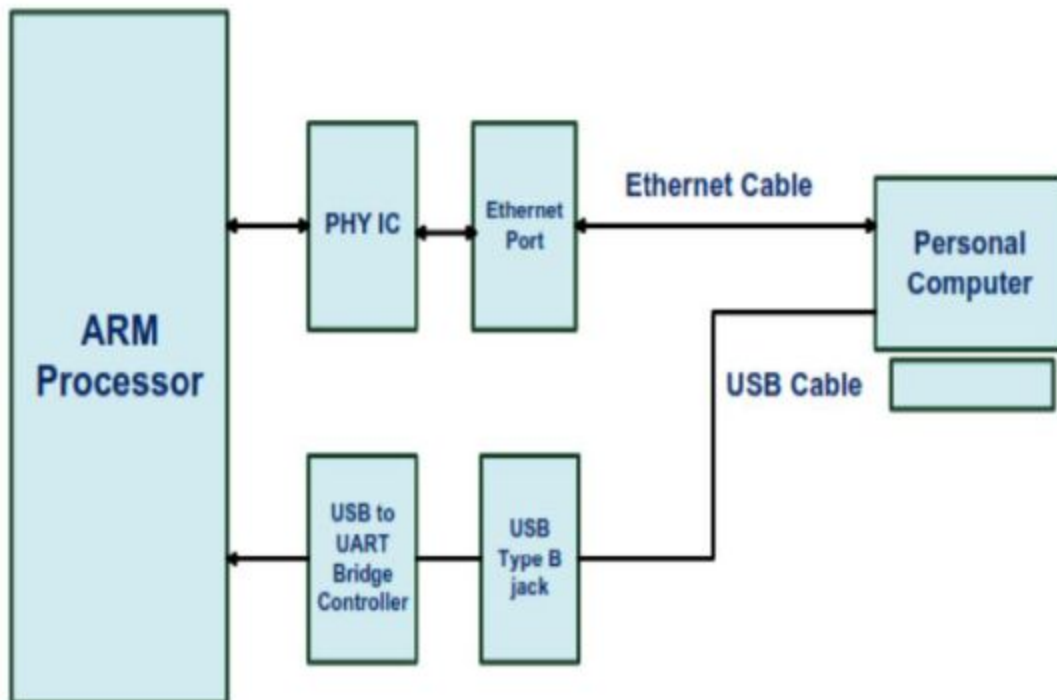 ARM
Processor
PHY IC
Ethernet
Port
Ethernet Cable
Personal
Computer
USB Cable
USB to
UART
Bridge
Controller
USB
Type B
jack